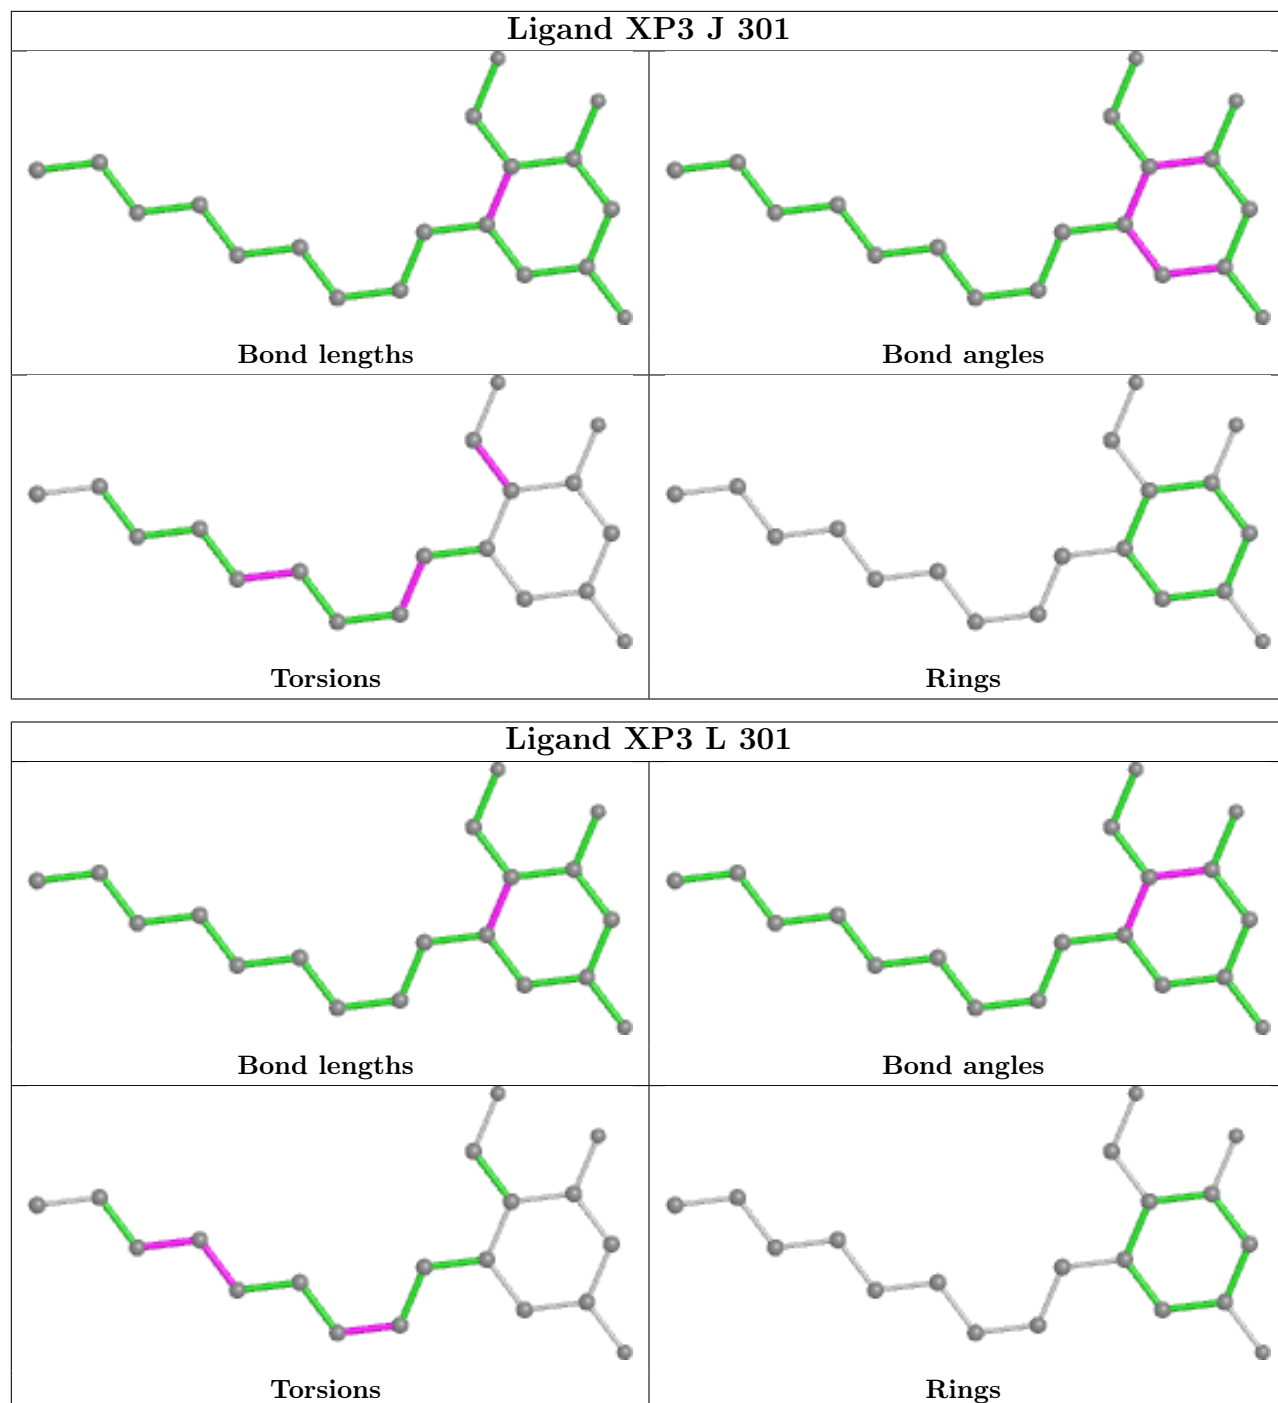 Ligand XP3 J 301
Bond lengths
Bond angles
Torsions
Rings
Ligand XP3 L 301
Bond lengths
Bond angles
Torsions
Rings